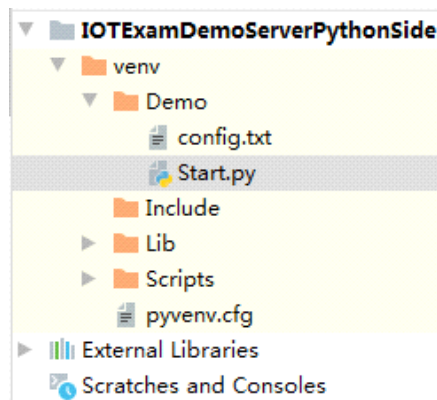 IOTExamDemoServerPythonSide
venv
Demo
config.txt
Start.py
Include
Lib
Scripts
pyvenv.cfg
External Libraries
Scratches and Consoles